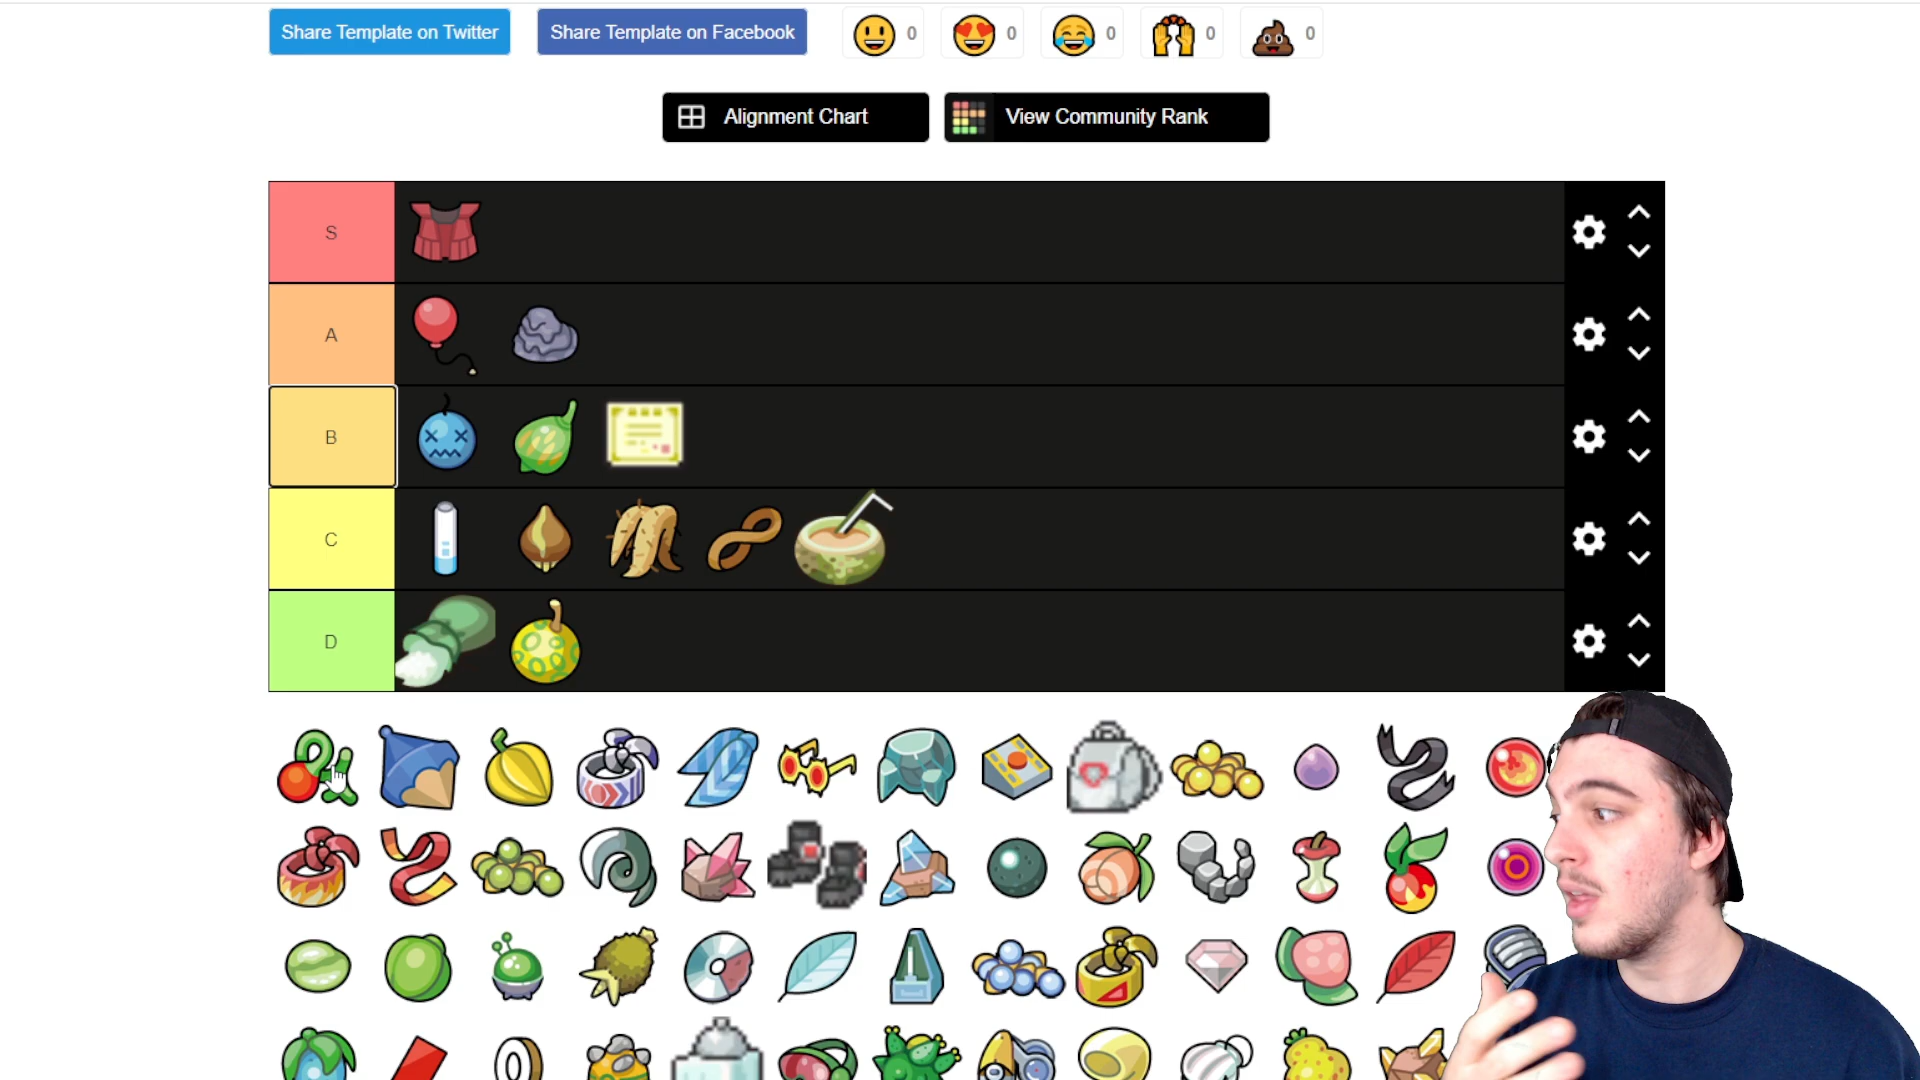 Share Template on Twitter
Share Template on Facebook
0
0
0
0
0
Alignment Chart
View Community Rank
S
A
B
C
D